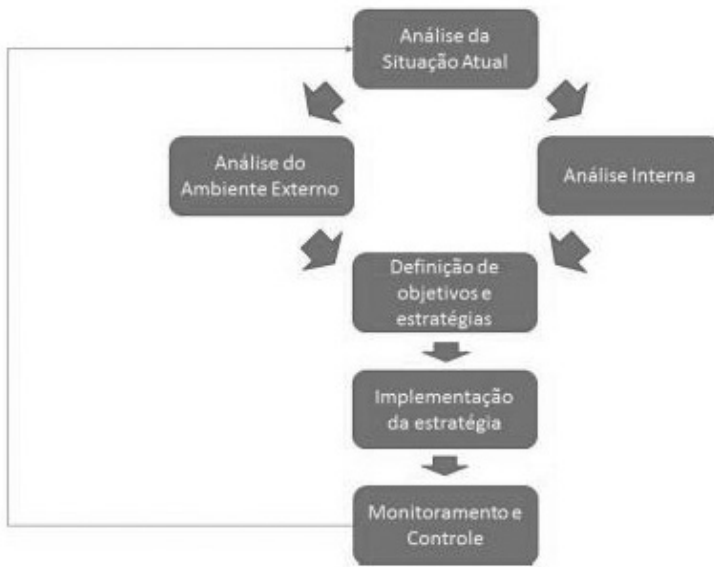 Análise da
Situação Atual
Análise do
Ambiente Externo
Análise Interna
Definição de
objetivos e
estratégias
Implementação
da estratégia
Monitoramento e
Controle